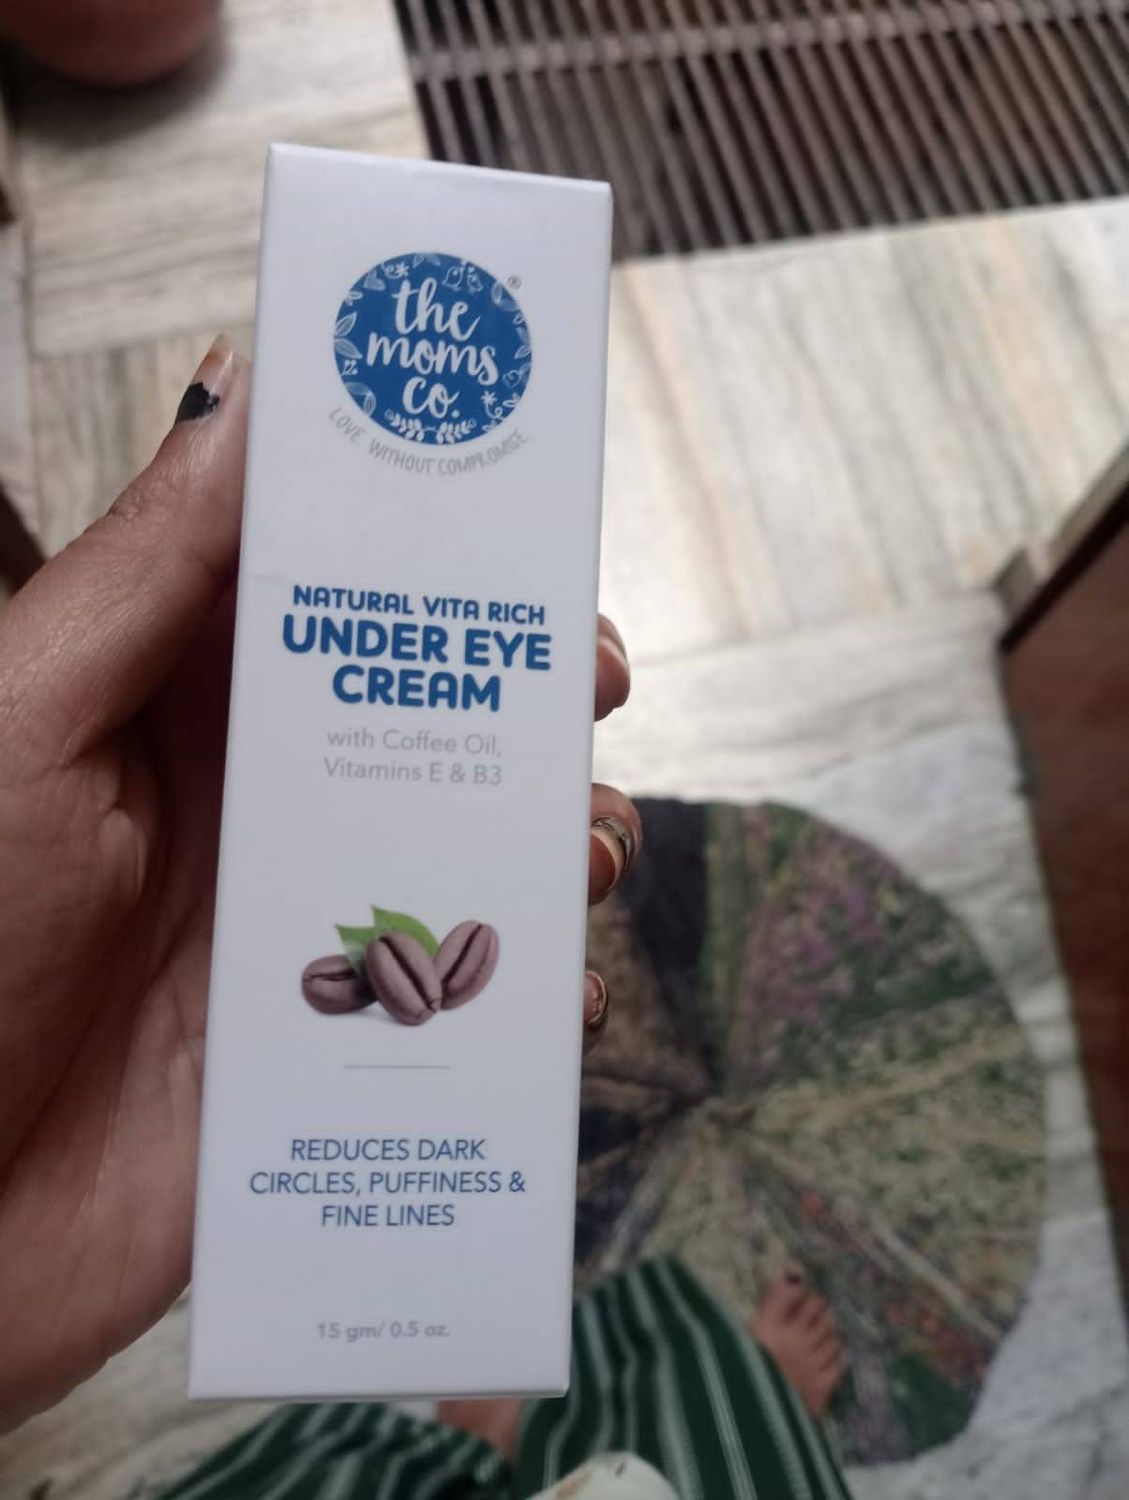 the
moms
co.
®
LOVE. WITHOUT COMPROMISE.
NATURAL VITA RICH
UNDER EYE
CREAM
with Coffee Oil,
Vitamins E & B3
REDUCES DARK
CIRCLES, PUFFINESS &
FINE LINES
15 gm/ 0.5 oz.